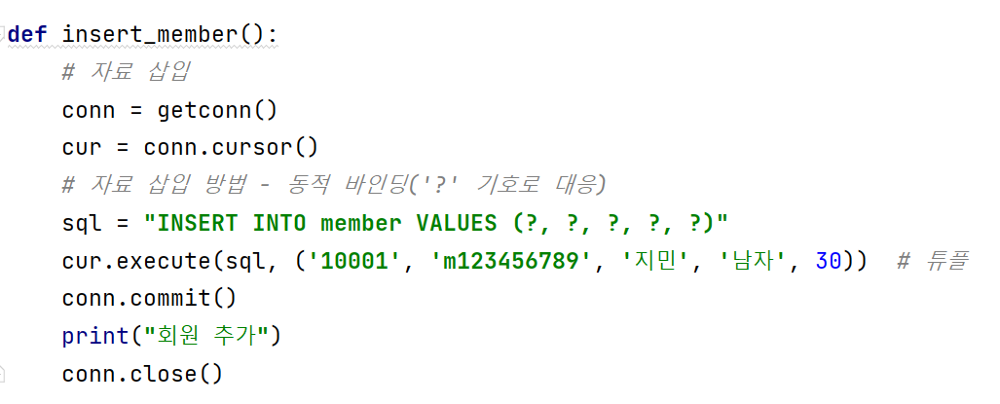 def insert_member():
    # 자료 삽입
    conn = getconn()
    cur = conn.cursor()
    # 자료 삽입 방법 - 동적 바인딩('?' 기호로 대응)
    sql = "INSERT INTO member VALUES (?, ?, ?, ?, ?)"
    cur.execute(sql, ('10001', 'm123456789', '지민', '남자', 30))  # 튜플
    conn.commit()
    print("회원 추가")
    conn.close()